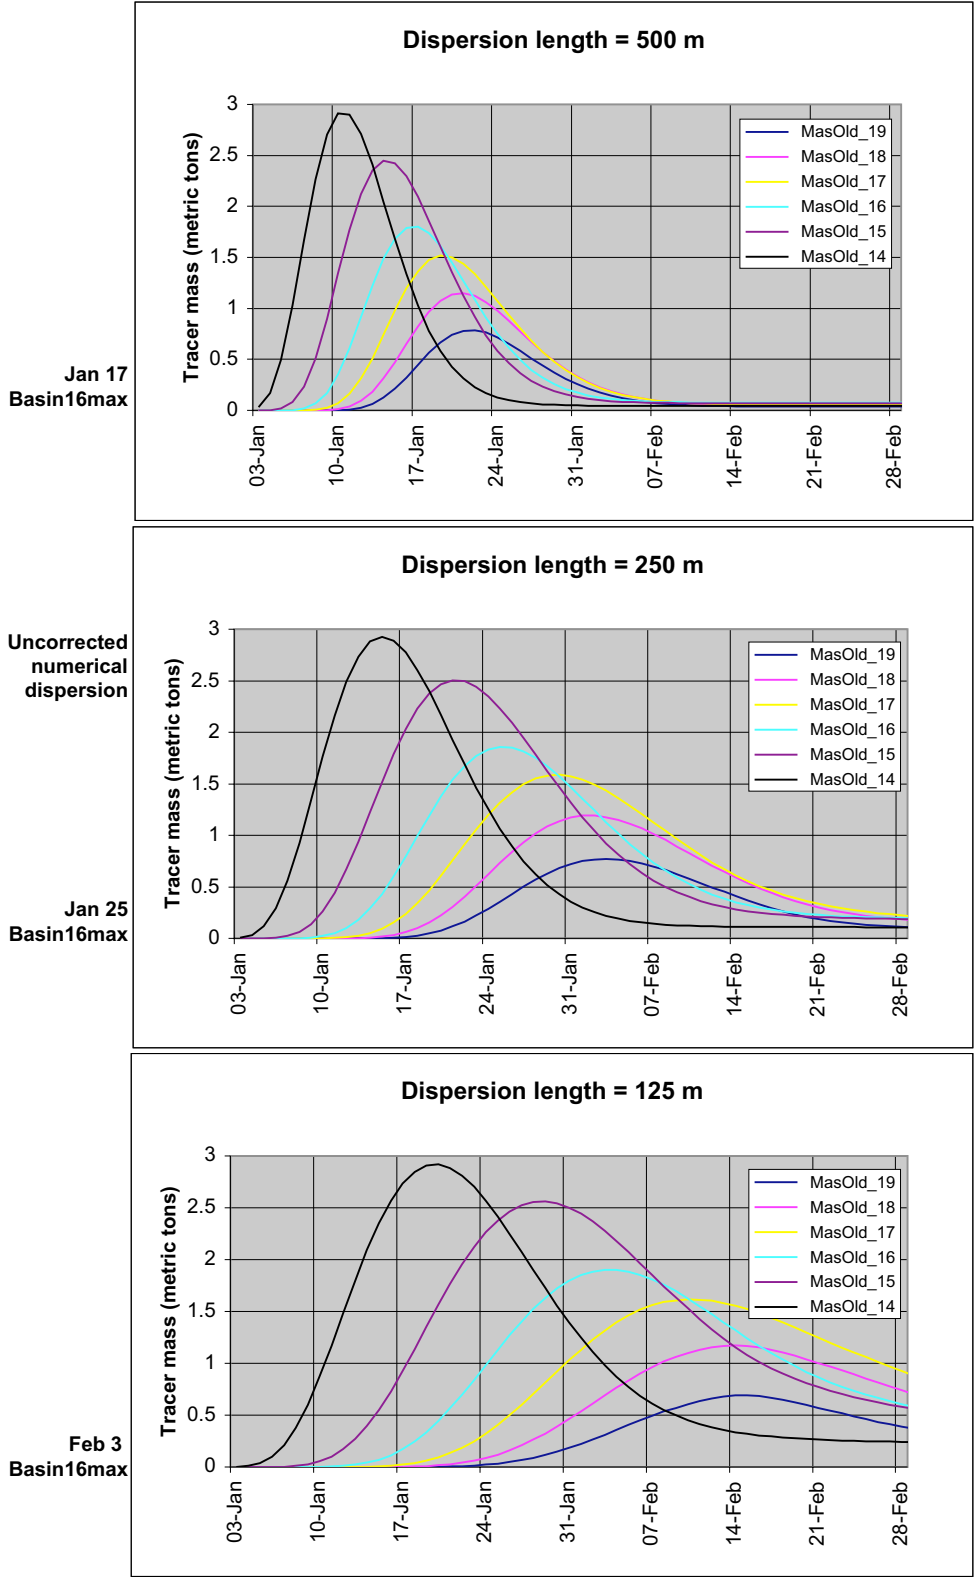 Dispersion length = 500 m
Tracer mass (metric tons)
3
2.5
2
1.5
1
0.5
0
MasOld_19
MasOld_18
MasOld_17
MasOld_16
MasOld_15
MasOld_14
03-Jan
10-Jan
17-Jan
24-Jan
31-Jan
07-Feb
14-Feb
21-Feb
28-Feb
Jan 17
Basin16max
Dispersion length = 250 m
Uncorrected
numerical
dispersion
Tracer mass (metric tons)
3
2.5
2
1.5
1
0.5
0
MasOld_19
MasOld_18
MasOld_17
MasOld_16
MasOld_15
MasOld_14
03-Jan
10-Jan
17-Jan
24-Jan
31-Jan
07-Feb
14-Feb
21-Feb
28-Feb
Jan 25
Basin16max
Dispersion length = 125 m
Tracer mass (metric tons)
3
2.5
2
1.5
1
0.5
0
MasOld_19
MasOld_18
MasOld_17
MasOld_16
MasOld_15
MasOld_14
03-Jan
10-Jan
17-Jan
24-Jan
31-Jan
07-Feb
14-Feb
21-Feb
28-Feb
Feb 3
Basin16max